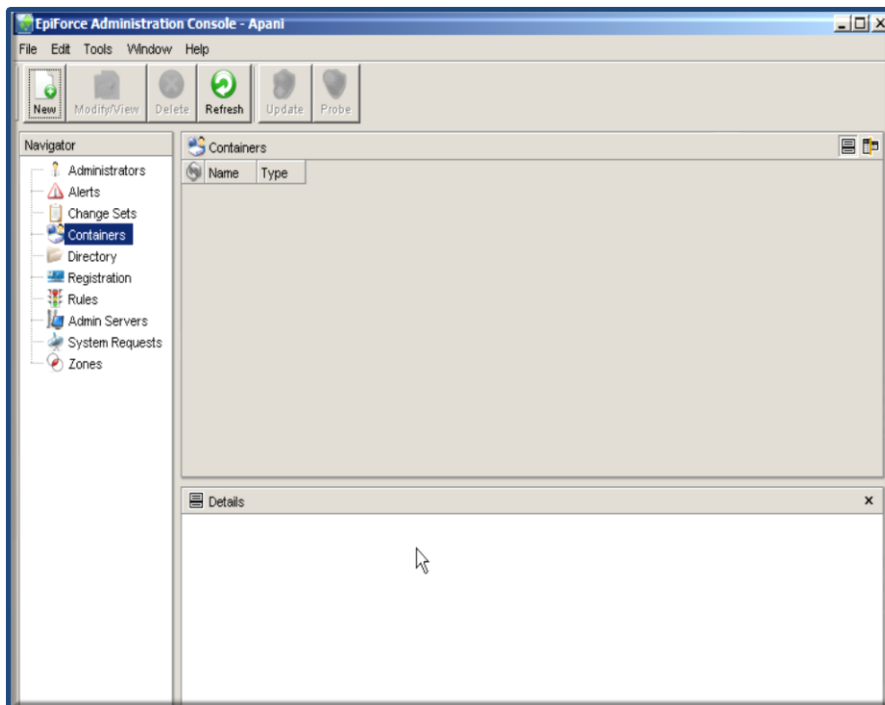 EpiForce Administration Console - Apani
File Edit Tools Window Help
New Modify/View Delete Refresh Update Probe
Navigator
Administrators
Alerts
Change Sets
Containers
Directory
Registration
Rules
Admin Servers
System Requests
Zones
Containers
Name Type
Details